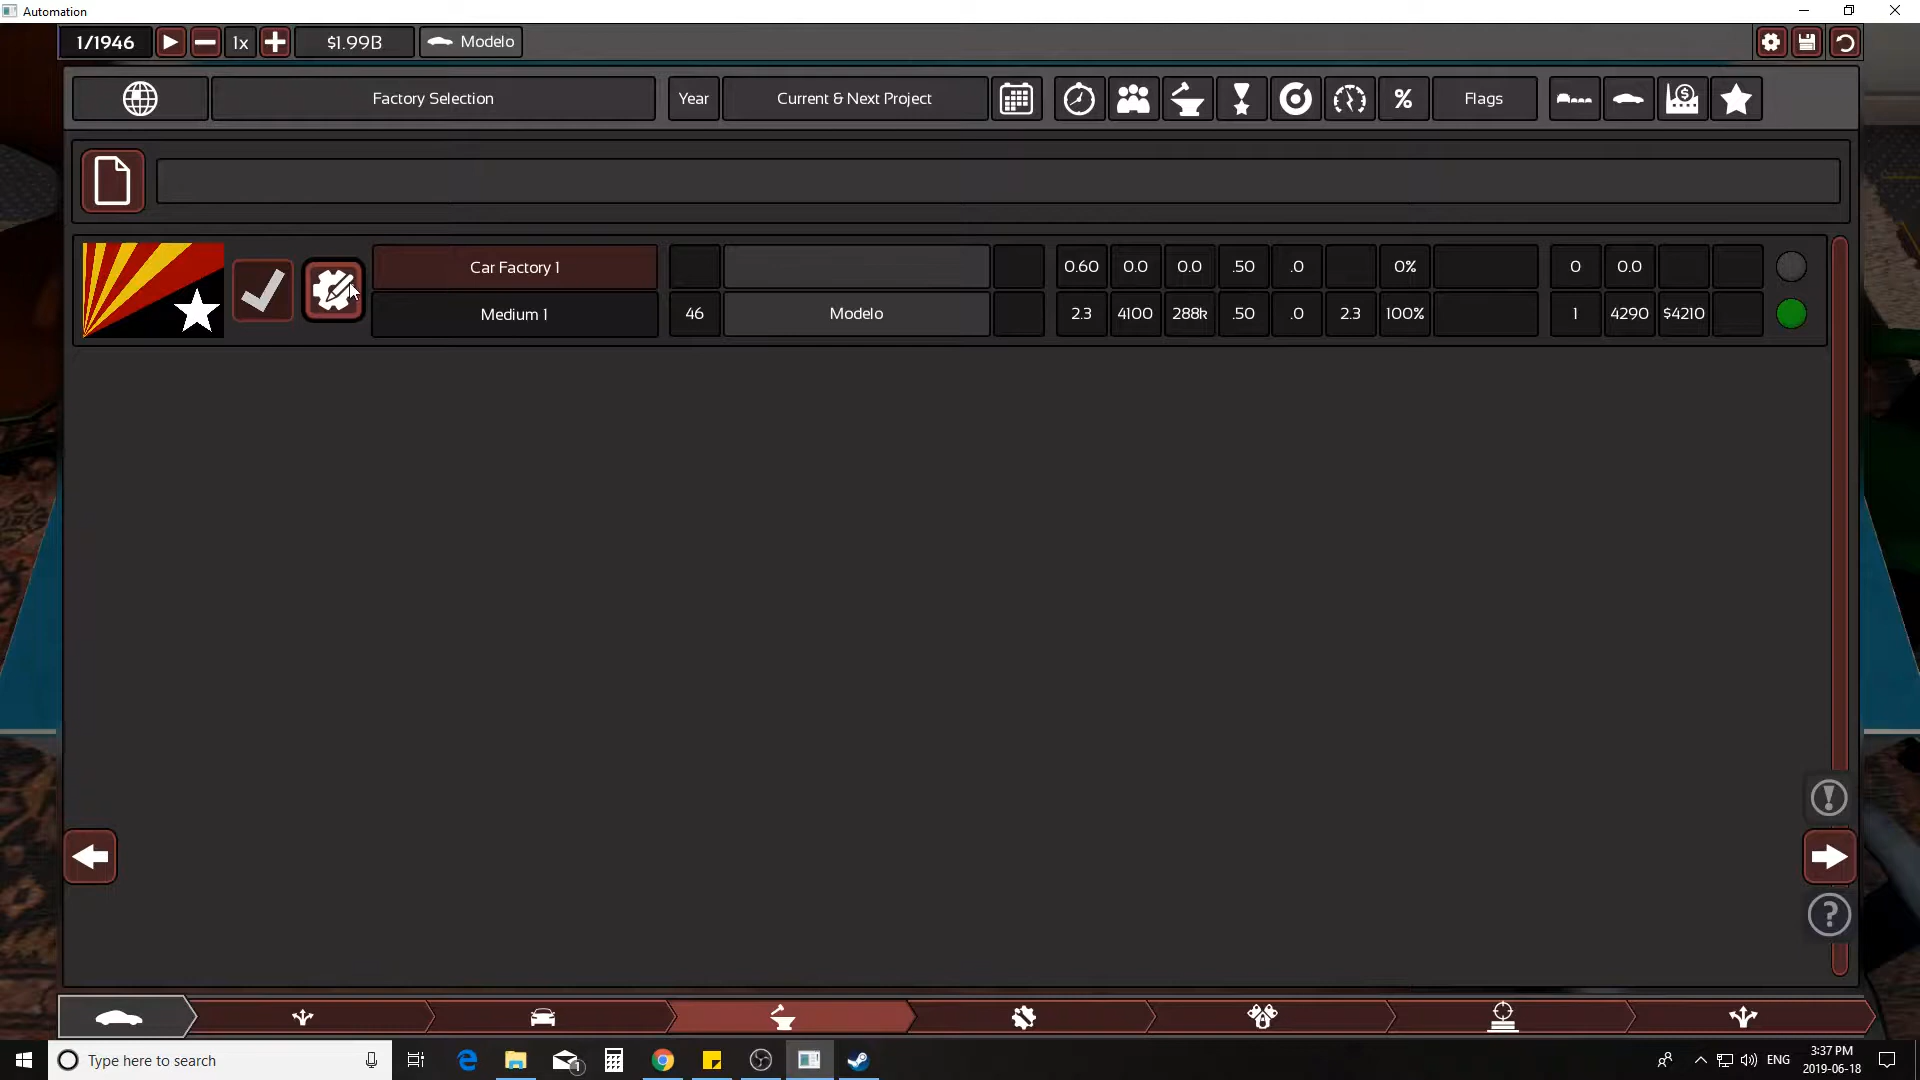 Automation
1/1946
1x
$1.99B
Modelo
Factory Selection
Year
Current & Next Project
%
Flags
Car Factory 1
0.60
0.0
0.0
.50
.0
0%
0
0.0
Medium 1
46
Modelo
2.3
4100
288k
.50
.0
2.3
100%
1
4290
$4210
Type here to search
1
ENG
3:37 PM
2019-06-18